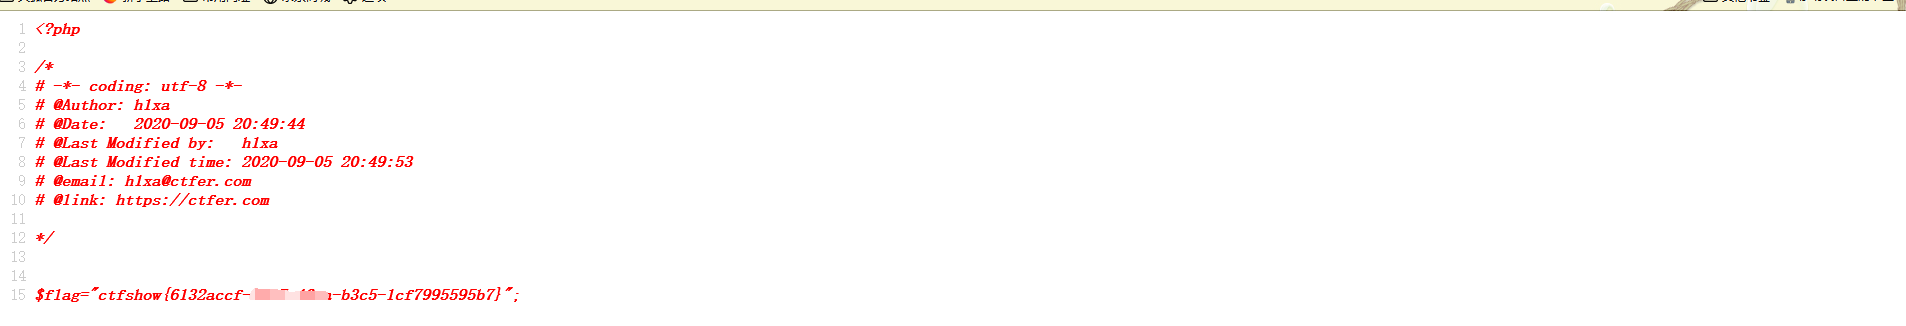 1 <?php
2
3 /*
4 # -*- coding: utf-8 -*-
5 # @Author: h1xa
6 # @Date:   2020-09-05 20:49:44
7 # @Last Modified by:   h1xa
8 # @Last Modified time: 2020-09-05 20:49:53
9 # @email: h1xa@ctfer.com
10 # @link: https://ctfer.com
11
12 */
13
14
15 $flag="ctfshow{6132accf- -b3c5-1cf7995595b7}";